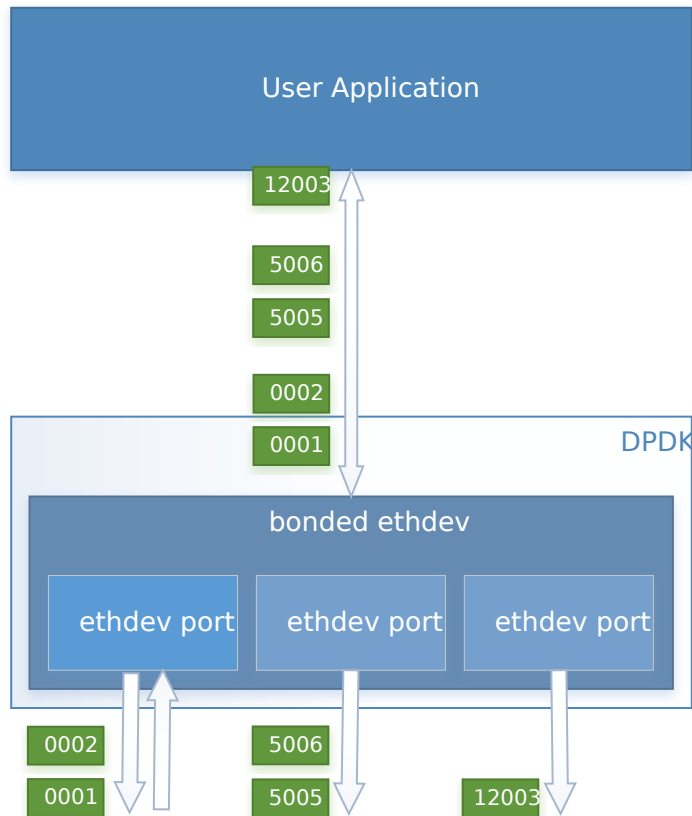 User Application
12003
5006
5005
0002
0001
DPDK
bonded ethdev
ethdev port
ethdev port
ethdev port
0002
5006
0001
5005
12003